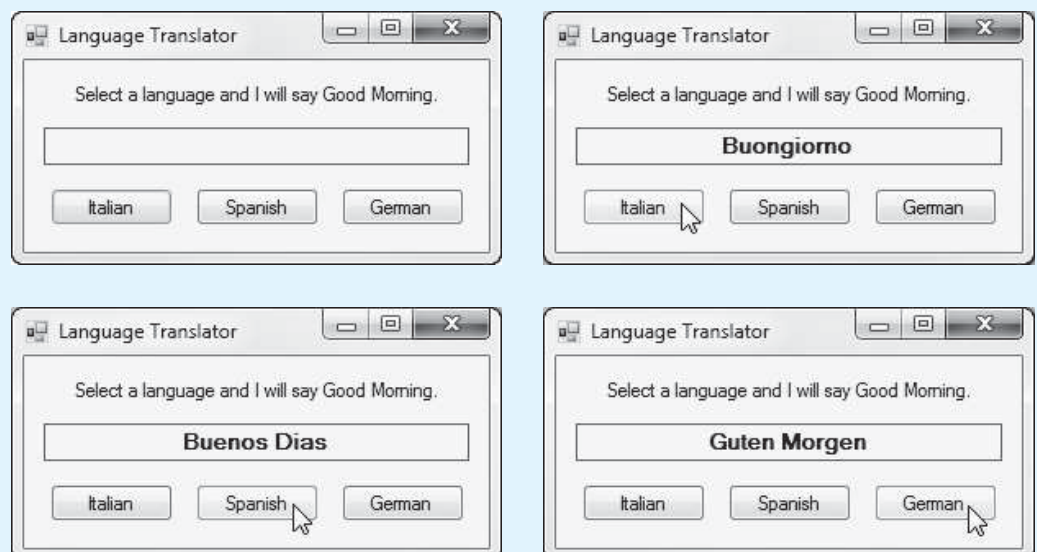 Language Translator
Select a language and I will say Good Morning.
Italian Spanish German
Language Translator
Select a language and I will say Good Morning.
Buongiorno
Italian Spanish German
Language Translator
Select a language and I will say Good Morning.
Buenos Dias
Italian Spanish German
Language Translator
Select a language and I will say Good Morning.
Guten Morgen
Italian Spanish German